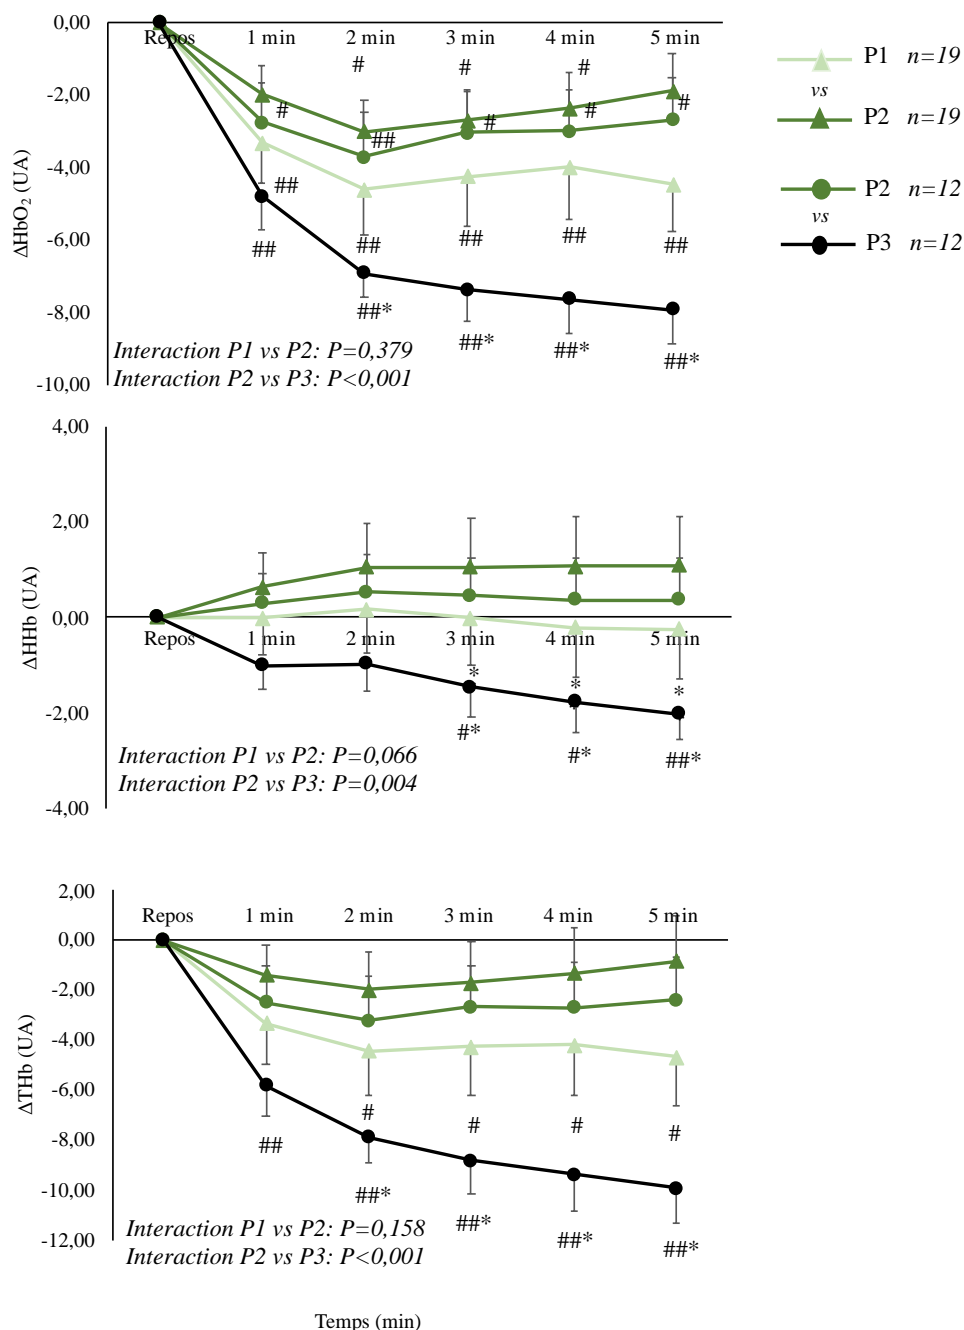 0,00
Repos 1 min 2 min 3 min 4 min 5 min
# # #
-2,00
# ## # # #
-4,00
##
-6,00
## ## ## ## ##
-8,00
##* ##* ##* ##*
Interaction P1 vs P2: P=0,379
Interaction P2 vs P3: P<0,001
-10,00
ΔHbO2 (UA)
P1 n=19
vs
P2 n=19
P2 n=12
vs
P3 n=12
4,00
2,00
0,00
Repos 1 min 2 min 3 min 4 min 5 min
* * *
-2,00
#* #* ##*
Interaction P1 vs P2: P=0,066
Interaction P2 vs P3: P=0,004
-4,00
ΔHHb (UA)
2,00
Repos 1 min 2 min 3 min 4 min 5 min
0,00
-2,00
-4,00
-6,00
# # # #
-8,00
##
-10,00
##* ##* ##* ##*
Interaction P1 vs P2: P=0,158
-12,00
Interaction P2 vs P3: P<0,001
ΔTHb (UA)
Temps (min)